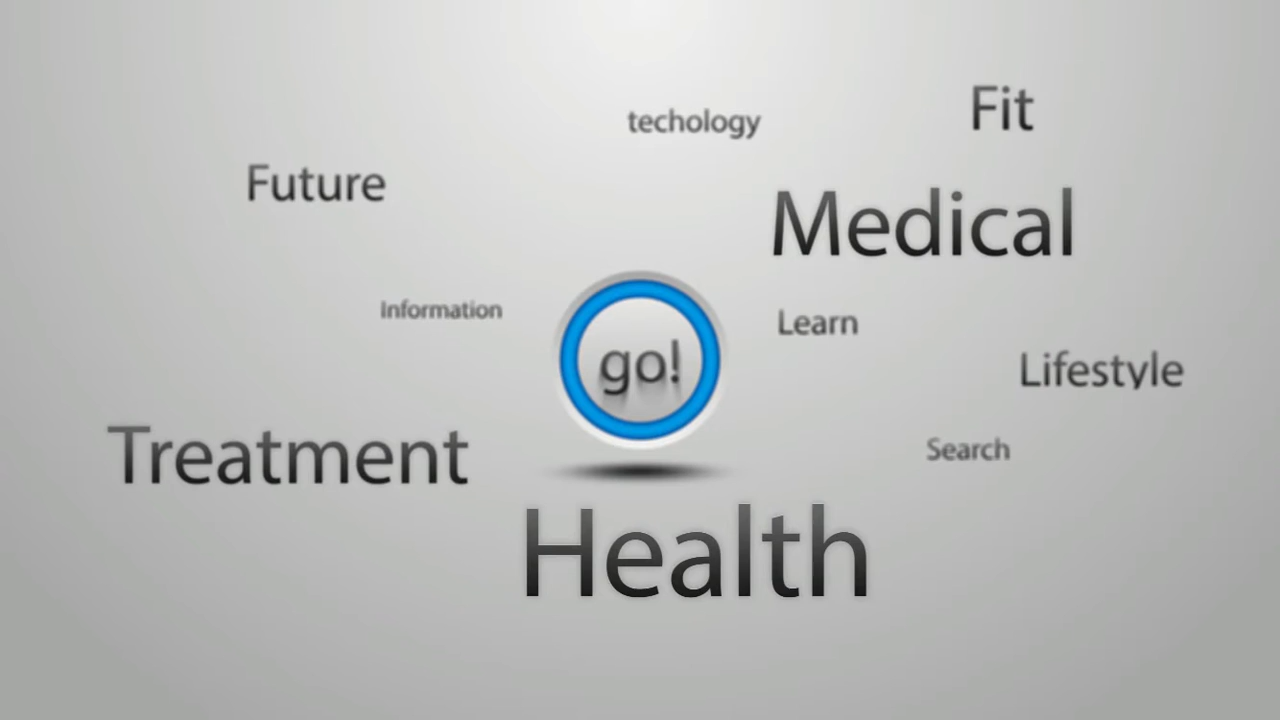 Fit
techology
Future
Medical
Information
Learn
go!
Lifestyle
Search
Treatment
Health